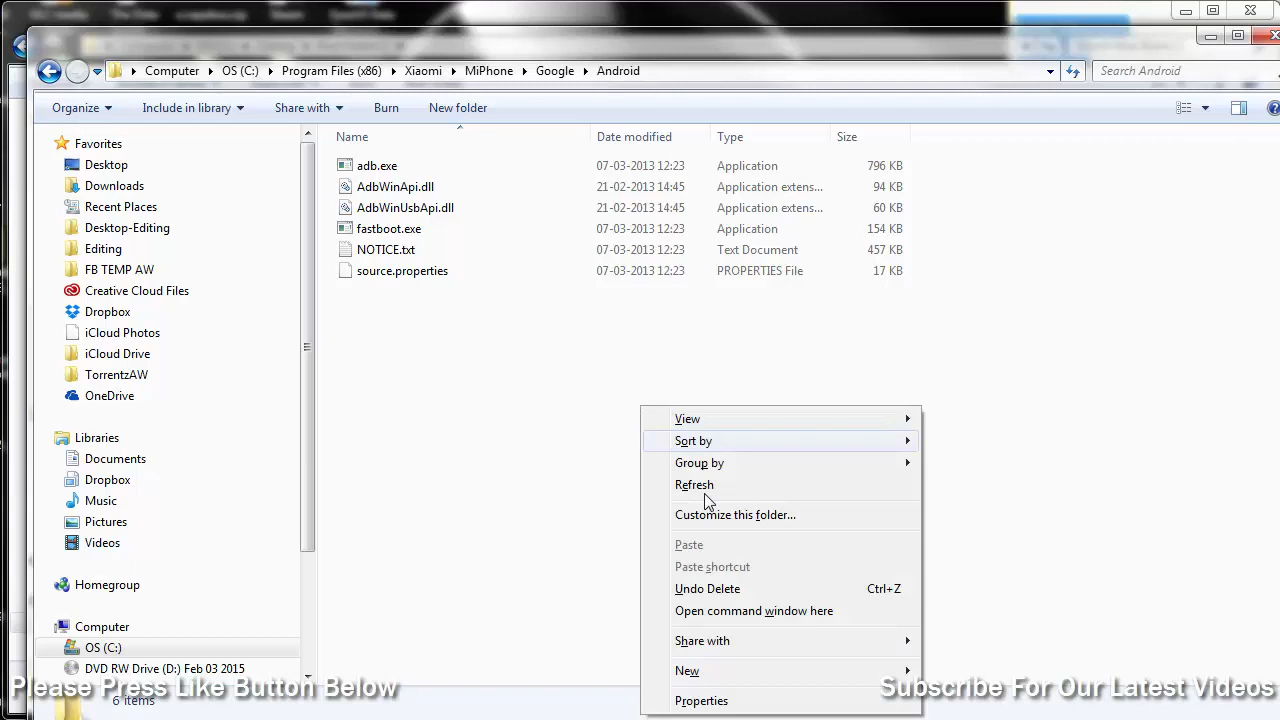 Computer OS (C:) Program Files (x86) Xiaomi MiPhone Google Android
Search Android
Organize Include in library Share with Burn New folder
Name Date modified Type Size
Favorites
Desktop
Downloads
Recent Places
Desktop-Editing
Editing
FB TEMP AW
Creative Cloud Files
Dropbox
iCloud Photos
iCloud Drive
TorrentzAW
OneDrive
Libraries
Documents
Dropbox
Music
Pictures
Videos
Homegroup
Computer
OS (C:)
DVD RW Drive (D:) Feb 03 2015
adb.exe 07-03-2013 12:23 Application 796 KB
AdbWinApi.dll 21-02-2013 14:45 Application extens... 94 KB
AdbWinUsbApi.dll 21-02-2013 14:45 Application extens... 60 KB
fastboot.exe 07-03-2013 12:23 Application 154 KB
NOTICE.txt 07-03-2013 12:23 Text Document 457 KB
source.properties 07-03-2013 12:23 PROPERTIES File 17 KB
View
Sort by
Group by
Refresh
Customize this folder...
Paste
Paste shortcut
Undo Delete Ctrl+Z
Open command window here
Share with
New
Properties
6 items
Please Press Like Button Below
Subscribe For Our Latest Videos